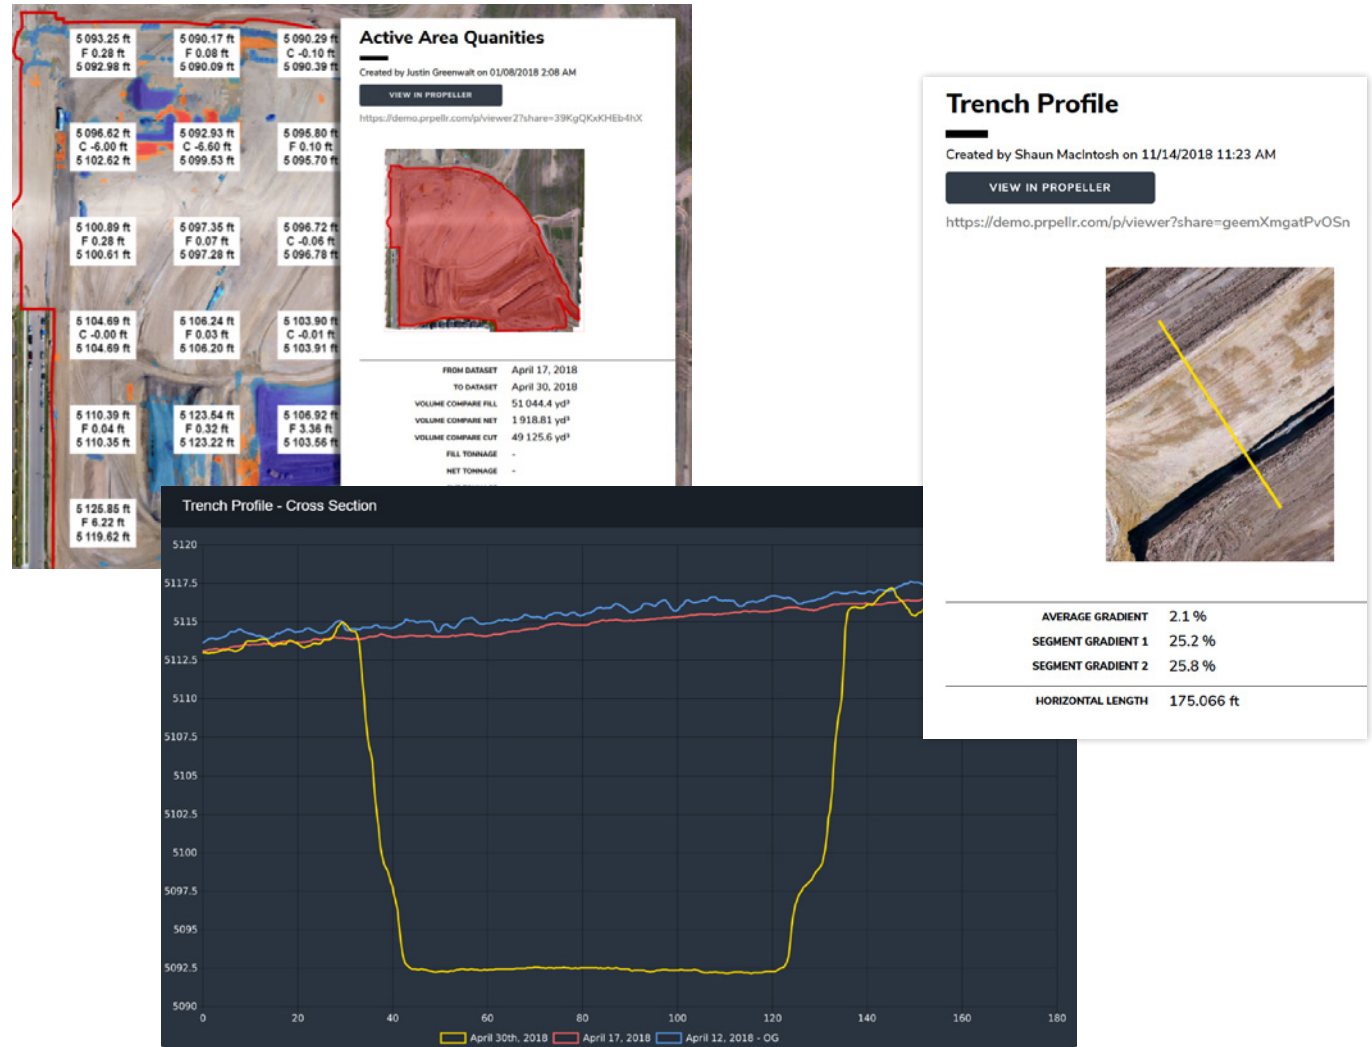 5 093.25 ft
F 0.28 ft
5 092.98 ft
5 090.17 ft
F 0.08 ft
5 090.09 ft
5 090.29 ft
C -0.10 ft
5 090.39 ft
5 096.62 ft
C -6.00 ft
5 102.62 ft
5 092.93 ft
C -6.60 ft
5 099.53 ft
5 095.80 ft
F 0.10 ft
5 095.70 ft
5 100.89 ft
F 0.28 ft
5 100.61 ft
5 097.35 ft
F 0.07 ft
5 097.28 ft
5 096.72 ft
C -0.06 ft
5 096.78 ft
5 104.69 ft
C -0.00 ft
5 104.69 ft
5 106.24 ft
F 0.03 ft
5 106.20 ft
5 103.90 ft
C -0.01 ft
5 103.91 ft
5 110.39 ft
F 0.04 ft
5 110.35 ft
5 123.54 ft
F 0.32 ft
5 123.22 ft
5 106.92 ft
F 3.36 ft
5 103.56 ft
5 125.85 ft
F 6.22 ft
5 119.62 ft
Active Area Quanities
Created by Justin Greenwalt on 01/08/2018 2:08 AM
VIEW IN PROPELLER
https://demo.prpellr.com/p/viewer2?share=39KgQKxKHEb4hX
FROM DATASET April 17, 2018
TO DATASET April 30, 2018
VOLUME COMPARE FILL 51 044.4 yd³
VOLUME COMPARE NET 1 918.81 yd³
VOLUME COMPARE CUT 49 125.6 yd³
FILL TONNAGE -
NET TONNAGE -
Trench Profile
Created by Shaun MacIntosh on 11/14/2018 11:23 AM
VIEW IN PROPELLER
https://demo.prpellr.com/p/viewer?share=geemXmgatPvOSn
AVERAGE GRADIENT 2.1 %
SEGMENT GRADIENT 1 25.2 %
SEGMENT GRADIENT 2 25.8 %
HORIZONTAL LENGTH 175.066 ft
Trench Profile - Cross Section
5120
5117.5
5115
5112.5
5110
5107.5
5105
5102.5
5100
5097.5
5095
5092.5
5090
0 20 40 60 80 100 120 140 160 180
April 30th, 2018 April 17, 2018 April 12, 2018 - OG